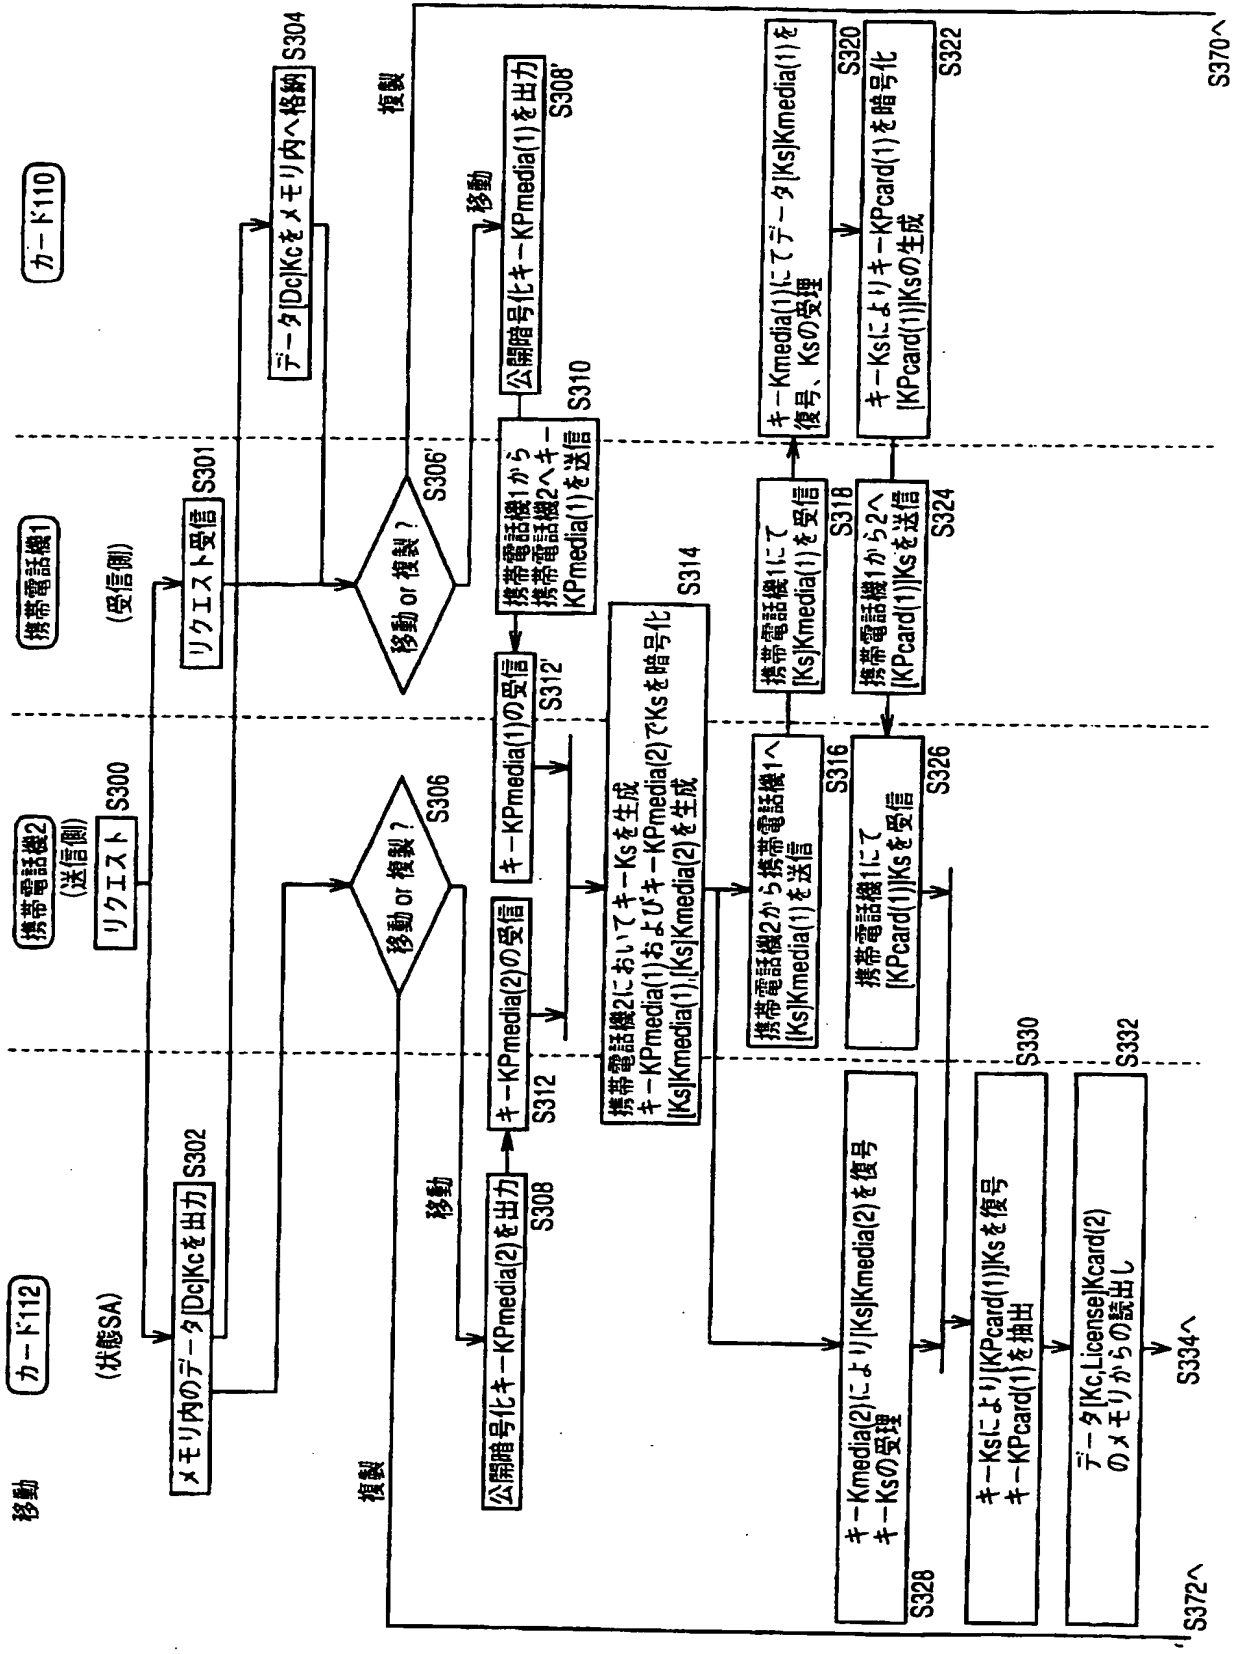 移動
カード112
携帯電話機2
携帯電話機1
カード110
(状態SA)
(送信側)
(受信側)
リクエスト
S300
リクエスト受信
S301
メモリ内のデータ[Dc]Kcを出力
S302
データ[Dc]Kcをメモリ内へ格納
S304
移動 or 複製?
S306
移動 or 複製?
S306'
複製
複製
移動
移動
公開暗号化キーKPmedia(2)を出力
S308
公開暗号化キーKPmedia(1)を出力
S308'
携帯電話機1から
携帯電話機2へキー
KPmedia(1)を送信
S310
キーKPmedia(2)の受信
S312
キーKPmedia(1)の受信
S312'
携帯電話機2においてキーKsを生成
キーKPmedia(1)およびキーKPmedia(2)でKsを暗号化
[Ks]Kmedia(1),[Ks]Kmedia(2)を生成
S314
携帯電話機2から携帯電話機1へ
[Ks]Kmedia(1)を送信
S316
携帯電話機1にて
[Ks]Kmedia(1)を受信
S318
キーKmedia(1)にてデータ[Ks]Kmedia(1)を
復号、Ksの受理
S320
キーKsによりキーKPcard(1)を暗号化
[KPcard(1)]Ksの生成
S322
携帯電話機1から2へ
[KPcard(1)]Ksを送信
S324
携帯電話機1にて
[KPcard(1)]Ksを受信
S326
キーKmedia(2)により[Ks]Kmedia(2)を復号
キーKsの受理
S328
キーKsにより[KPcard(1)]Ksを復号
キーKPcard(1)を抽出
S330
データ[Kc,License]Kcard(2)
のメモリからの読出し
S332
S372へ
S334へ
S370へ